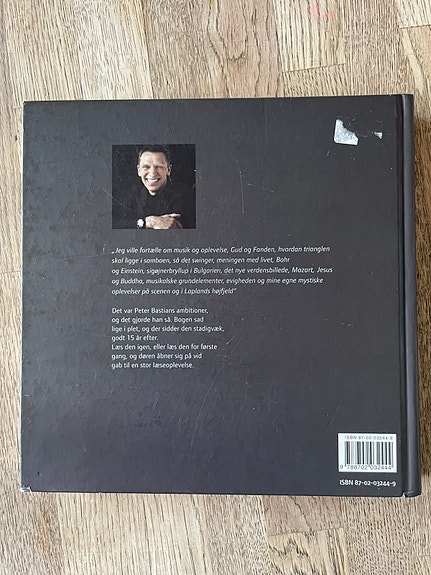 „Jeg ville fortælle om musik og oplevelse, Gud og Fanden, hvordan trianglen
skal ligge i sambaen, så det swinger, meningen med livet, Bohr
og Einstein, sigøjnerbryllup i Bulgarien, det nye verdensbillede, Mozart, Jesus
og Buddha, musikalske grundelementer, evigheden og mine egne mystiske
oplevelser på scenen og i Laplands højfjeld"
Det var Peter Bastians ambitioner,
og det gjorde han så. Bogen sad
lige i plet, og der sidder den stadigvæk,
godt 15 år efter.
Læs den igen, eller læs den for første
gang, og døren åbner sig på vid
gab til en stor læseoplevelse.
ISBN 87-02-03244-9
9 788702 032444
ISBN 87-02-03244-9